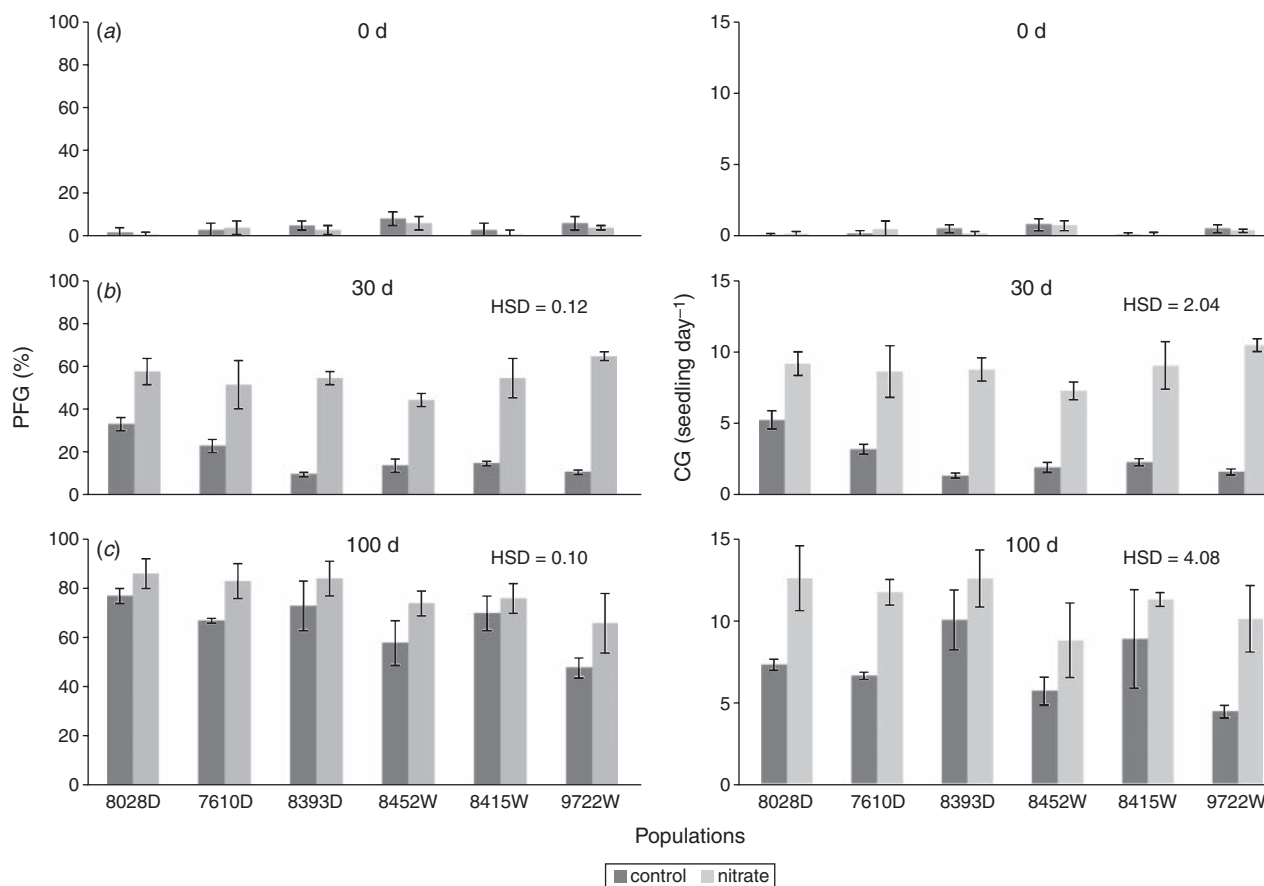 (a)
0 d
PFG (%)
100
80
60
40
20
0
0 d
CG (seedling day⁻¹)
15
10
5
0
(b)
30 d
HSD = 0.12
100
80
60
40
20
0
30 d
HSD = 2.04
15
10
5
0
(c)
100 d
HSD = 0.10
100
80
60
40
20
0
100 d
HSD = 4.08
15
10
5
0
8028D 7610D 8393D 8452W 8415W 9722W
8028D 7610D 8393D 8452W 8415W 9722W
Populations
control nitrate